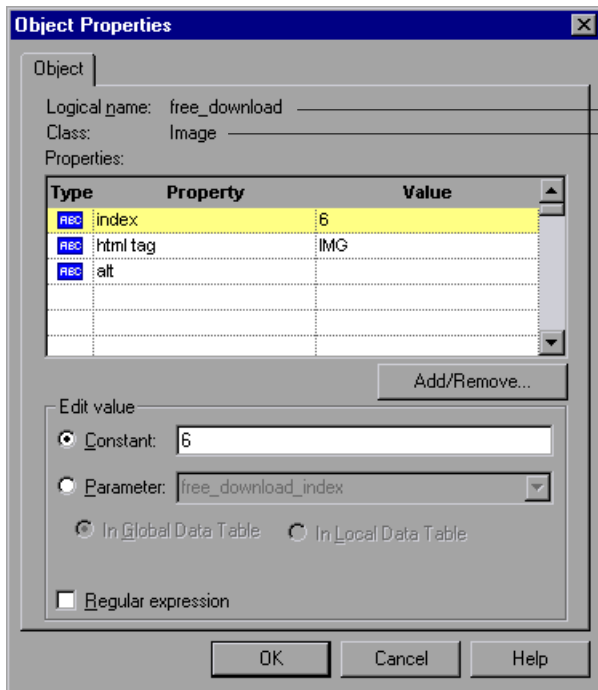 Object Properties
Object
Logical name: free_download
Class: Image
Properties:
Type Property Value
ABC index 6
ABC html tag IMG
ABC alt
Add/Remove...
Edit value
Constant: 6
Parameter: free_download_index
In Global Data Table In Local Data Table
Regular expression
OK Cancel Help